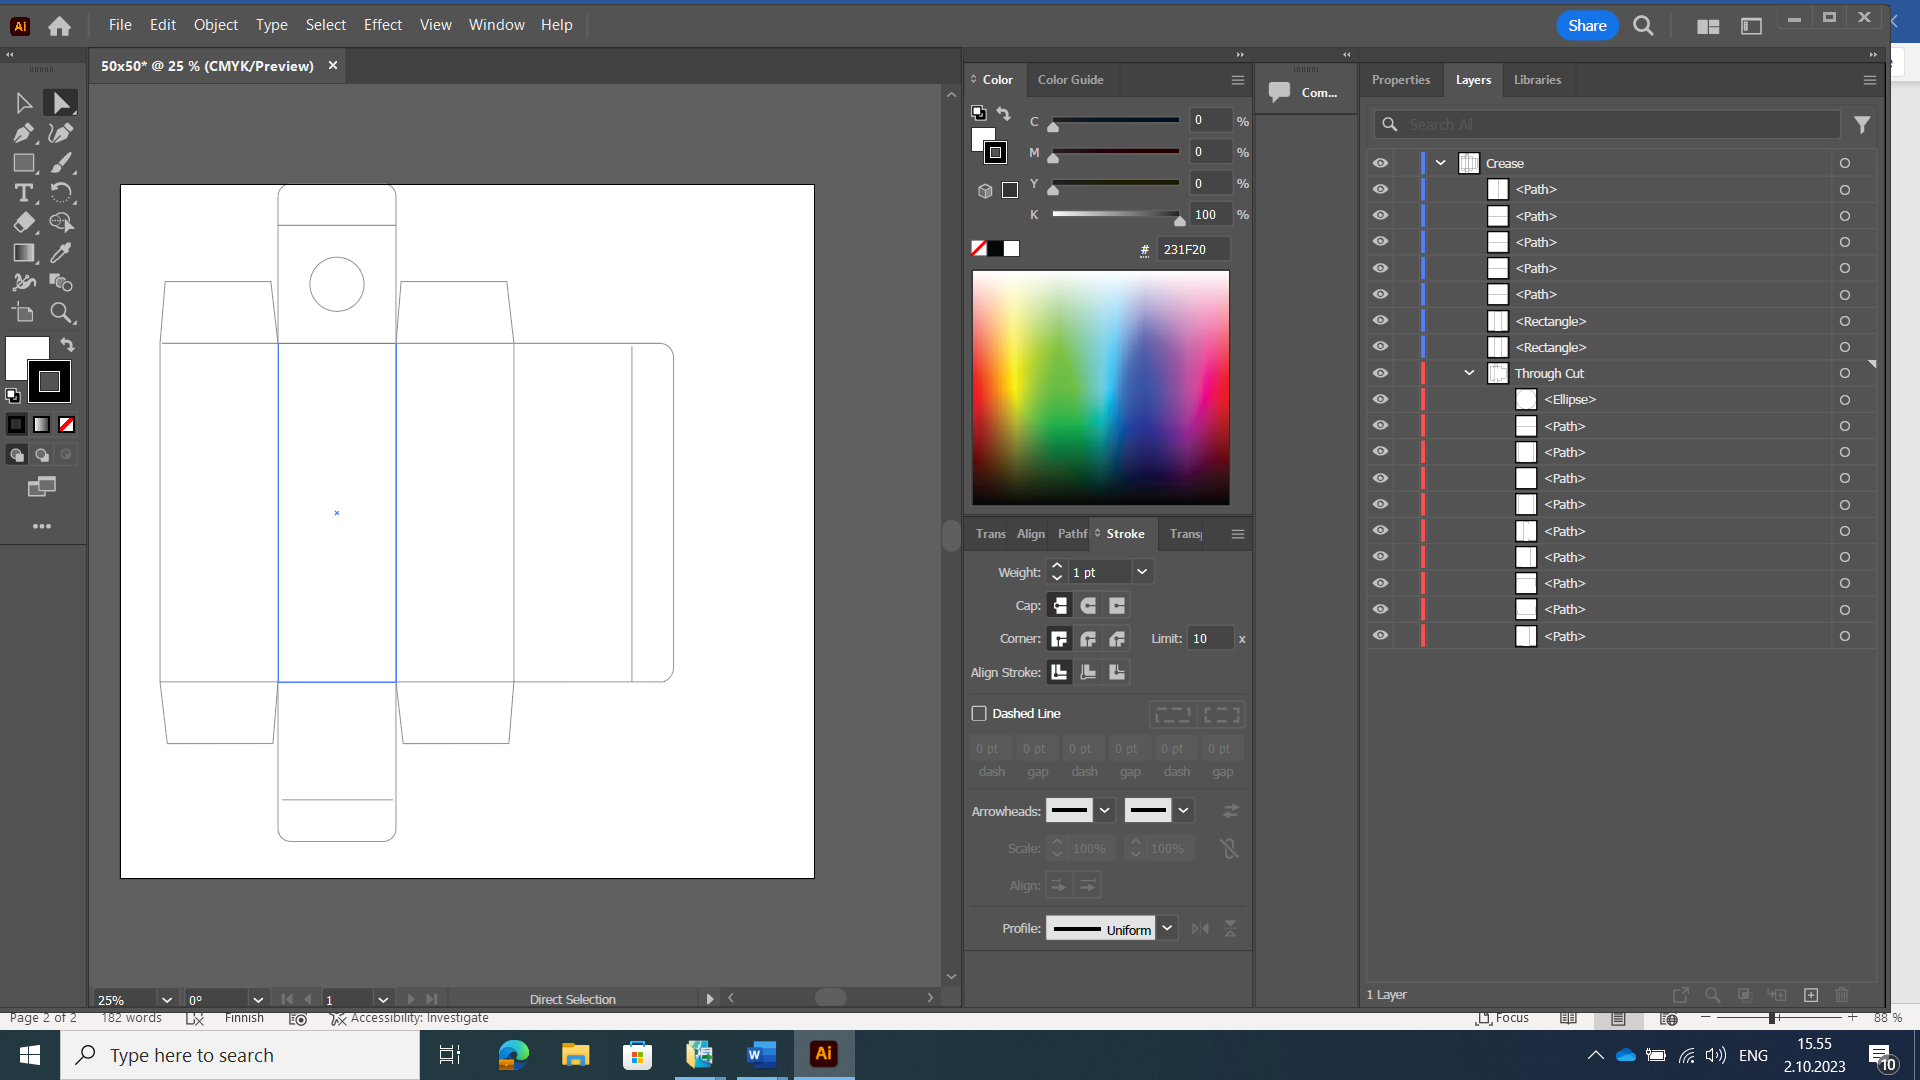 Ai File Edit Object Type Select Effect View Window Help Share
50x50* @ 25 % (CMYK/Preview) ×
Color Color Guide
C 0 %
M 0 %
Y 0 %
K 100 %
# 231F20
Trans Align Pathf Stroke Trans
Weight: 1 pt
Cap:
Corner: Limit: 10 x
Align Stroke:
Dashed Line
0 pt 0 pt 0 pt 0 pt 0 pt 0 pt
dash gap dash gap dash gap
Arrowheads:
Scale: 100% 100%
Align:
Profile: Uniform
Com...
Properties Layers Libraries
Search All
Crease
<Path>
<Path>
<Path>
<Path>
<Path>
<Rectangle>
<Rectangle>
Through Cut
<Ellipse>
<Path>
<Path>
<Path>
<Path>
<Path>
<Path>
<Path>
<Path>
<Path>
1 Layer
25% 0° 1 Direct Selection
Page 2 of 2 182 words Finnish Accessibility: Investigate Focus 88 %
Type here to search
W Ai
ENG
15.55
2.10.2023
10